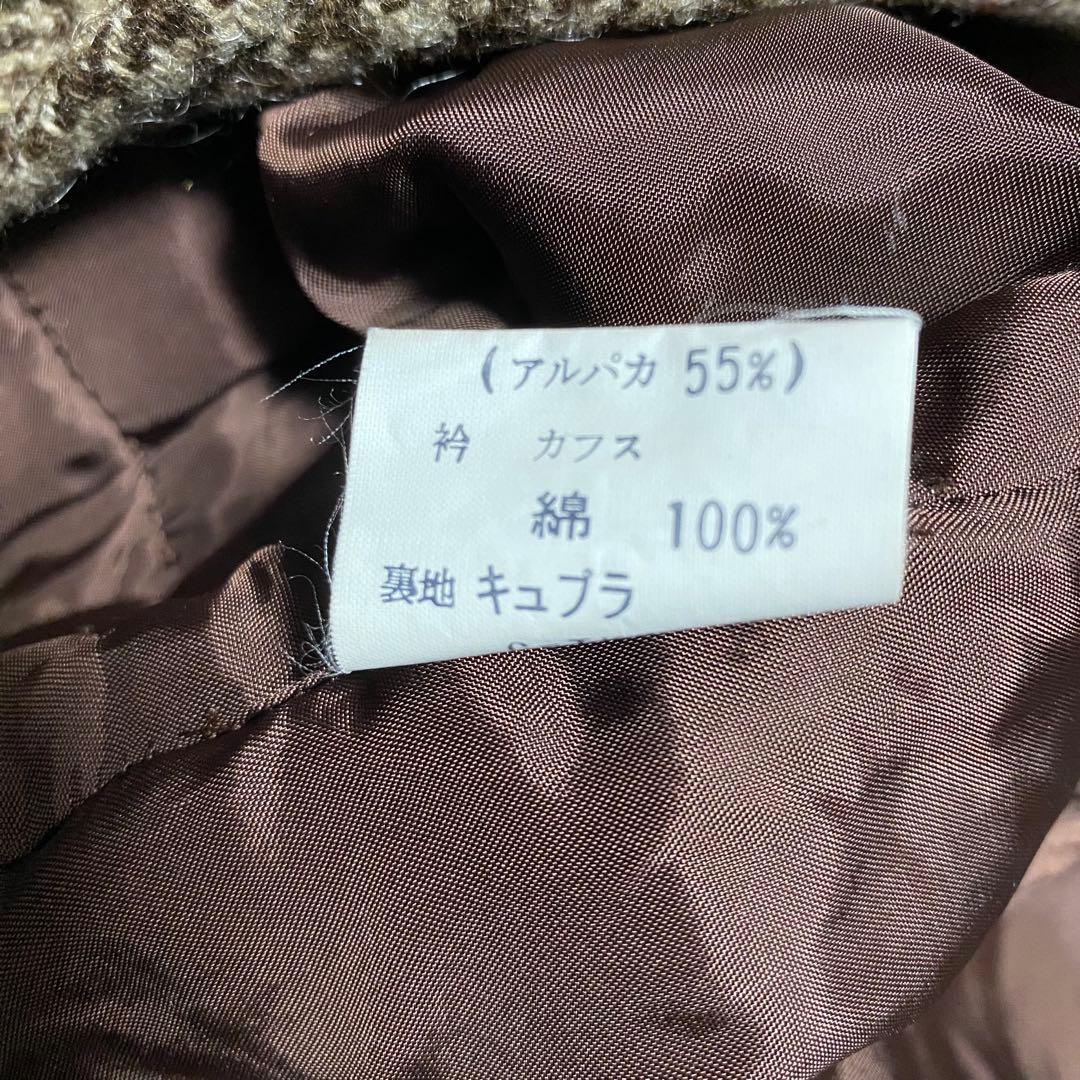 (アルパカ 55%)
衿 カフス
綿 100%
裏地 キュプラ